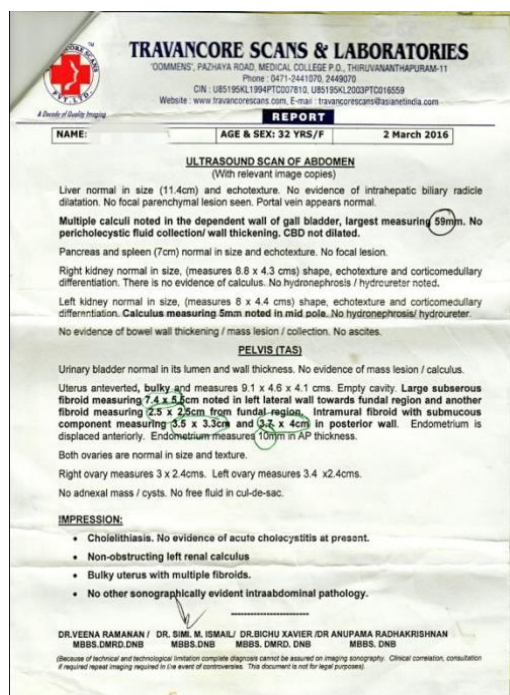 TRAVANCORE SCANS
PVT. LTD.
TM
A Decade of Quality Imaging
TRAVANCORE SCANS & LABORATORIES
'OOMMENS', PAZHAYA ROAD, MEDICAL COLLEGE P.O., THIRUVANANTHAPURAM-11
Phone : 0471-2441070, 2449070
CIN : U85195KL1994PTC007810, U85195KL2003PTC016559
Website : www.travancorescans.com, E-mail : travancorescans@asianetindia.com
REPORT
NAME: AGE & SEX: 32 YRS/F 2 March 2016
ULTRASOUND SCAN OF ABDOMEN
(With relevant image copies)
Liver normal in size (11.4cm) and echotexture. No evidence of intrahepatic biliary radicle
dilatation. No focal parenchymal lesion seen. Portal vein appears normal.
Multiple calculi noted in the dependent wall of gall bladder, largest measuring 59mm. No
pericholecystic fluid collection/ wall thickening. CBD not dilated.
Pancreas and spleen (7cm) normal in size and echotexture. No focal lesion.
Right kidney normal in size, (measures 8.8 x 4.3 cms) shape, echotexture and corticomedullary
differentiation. There is no evidence of calculus. No hydronephrosis / hydroureter noted.
Left kidney normal in size, (measures 8 x 4.4 cms) shape, echotexture and corticomedullary
differentiation. Calculus measuring 5mm noted in mid pole. No hydronephrosis/ hydroureter.
No evidence of bowel wall thickening / mass lesion / collection. No ascites.
PELVIS (TAS)
Urinary bladder normal in its lumen and wall thickness. No evidence of mass lesion / calculus.
Uterus anteverted, bulky and measures 9.1 x 4.6 x 4.1 cms. Empty cavity. Large subserous
fibroid measuring 7.4 x 5.5cm noted in left lateral wall towards fundal region and another
fibroid measuring 2.5 x 2.5cm from fundal region. Intramural fibroid with submucous
component measuring 3.5 x 3.3cm and 3.7 x 4cm in posterior wall. Endometrium is
displaced anteriorly. Endometrium measures 10mm in AP thickness.
Both ovaries are normal in size and texture.
Right ovary measures 3 x 2.4cms. Left ovary measures 3.4 x2.4cms.
No adnexal mass / cysts. No free fluid in cul-de-sac.
IMPRESSION:
• Cholelithiasis. No evidence of acute cholecystitis at present.
• Non-obstructing left renal calculus
• Bulky uterus with multiple fibroids.
• No other sonographically evident intraabdominal pathology.
DR.VEENA RAMANAN / DR. SIMI. M. ISMAIL/ DR.BICHU XAVIER /DR ANUPAMA RADHAKRISHNAN
MBBS.DMRD.DNB MBBS.DNB MBBS. DMRD. DNB MBBS. DNB
(Because of technical and technological limitation complete diagnosis cannot be assured on imaging sonography. Clinical correlation, consultation
if required repeat imaging required in the event of controversies. This document is not for legal purposes).